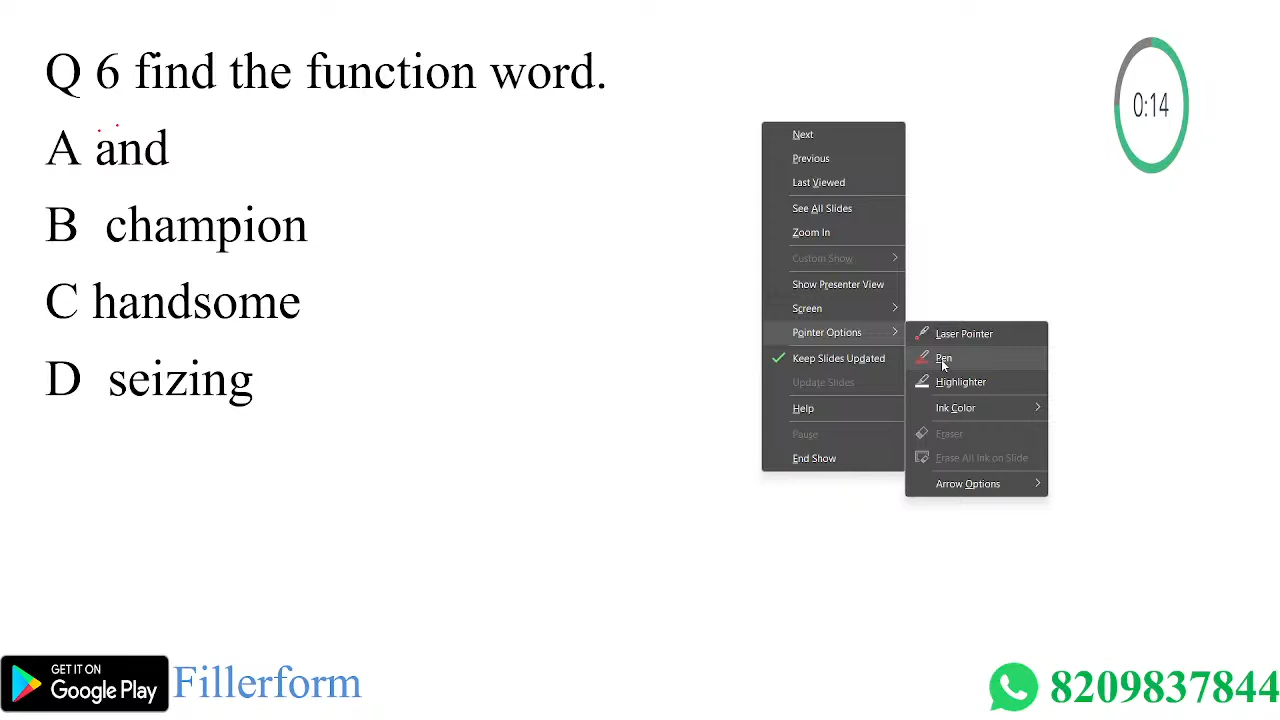 Q 6 find the function word.
0:14
A and
B champion
C handsome
D seizing
Next
Previous
Last Viewed
See All Slides
Zoom In
Custom Show
Show Presenter View
Screen
Pointer Options
Keep Slides Updated
Update Slides
Help
Pause
End Show
Laser Pointer
Pen
Highlighter
Ink Color
Eraser
Erase All Ink on Slide
Arrow Options
GET IT ON
Google Play
Fillerform
8209837844